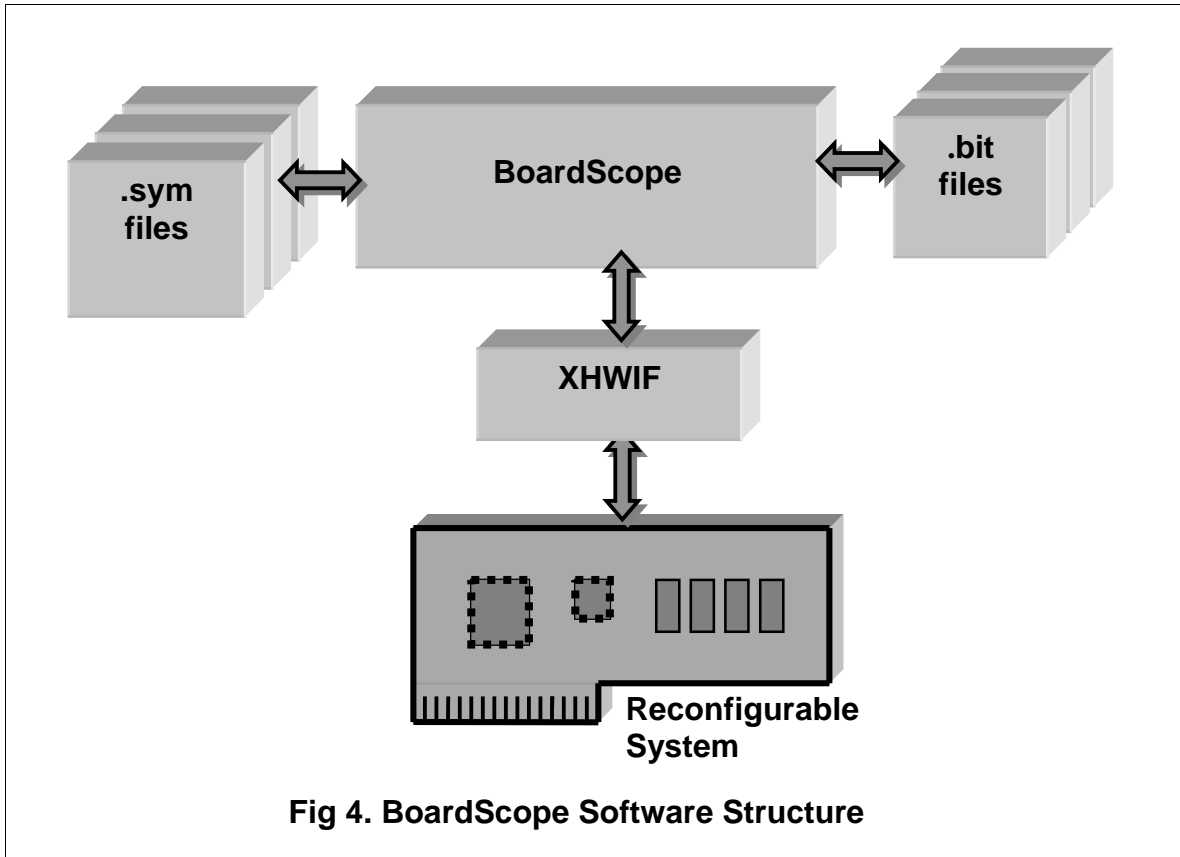 .sym
files
BoardScope
.bit
files
XHWIF
Reconfigurable
System
Fig 4. BoardScope Software Structure